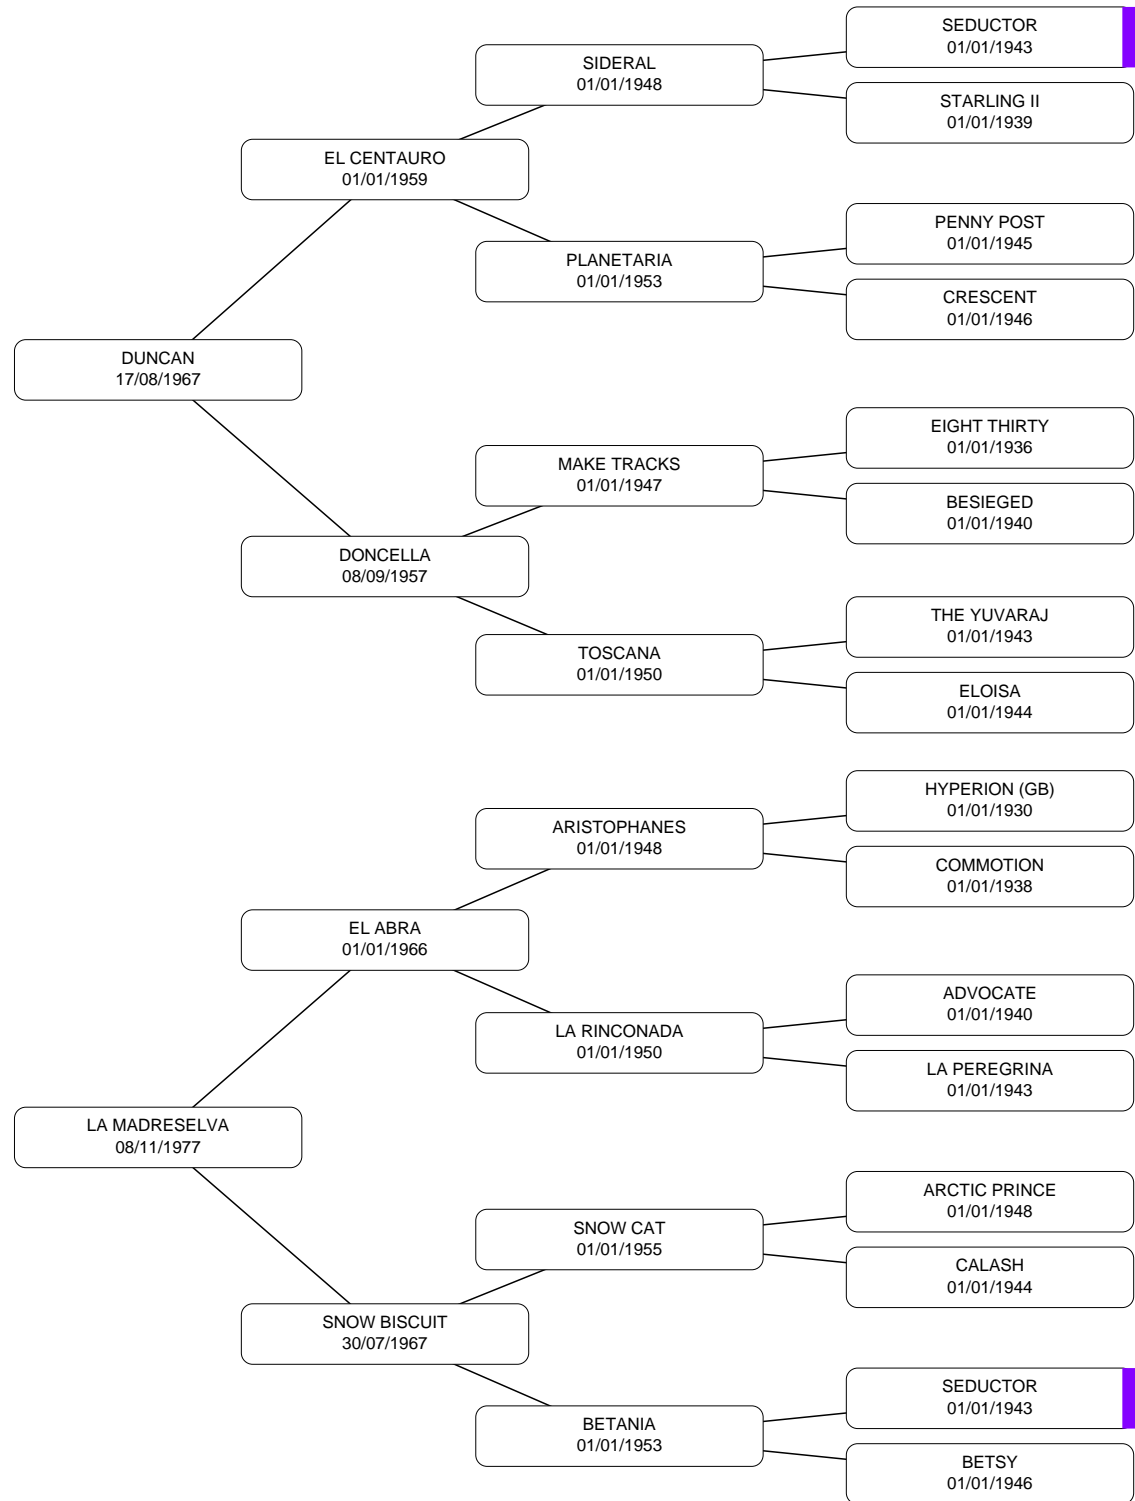 SEDUCTOR
01/01/1943
SIDERAL
01/01/1948
STARLING II
01/01/1939
EL CENTAURO
01/01/1959
PENNY POST
01/01/1945
PLANETARIA
01/01/1953
CRESCENT
01/01/1946
DUNCAN
17/08/1967
EIGHT THIRTY
01/01/1936
MAKE TRACKS
01/01/1947
BESIEGED
01/01/1940
DONCELLA
08/09/1957
THE YUVARAJ
01/01/1943
TOSCANA
01/01/1950
ELOISA
01/01/1944
HYPERION (GB)
01/01/1930
ARISTOPHANES
01/01/1948
COMMOTION
01/01/1938
EL ABRA
01/01/1966
ADVOCATE
01/01/1940
LA RINCONADA
01/01/1950
LA PEREGRINA
01/01/1943
LA MADRESELVA
08/11/1977
ARCTIC PRINCE
01/01/1948
SNOW CAT
01/01/1955
CALASH
01/01/1944
SNOW BISCUIT
30/07/1967
SEDUCTOR
01/01/1943
BETANIA
01/01/1953
BETSY
01/01/1946